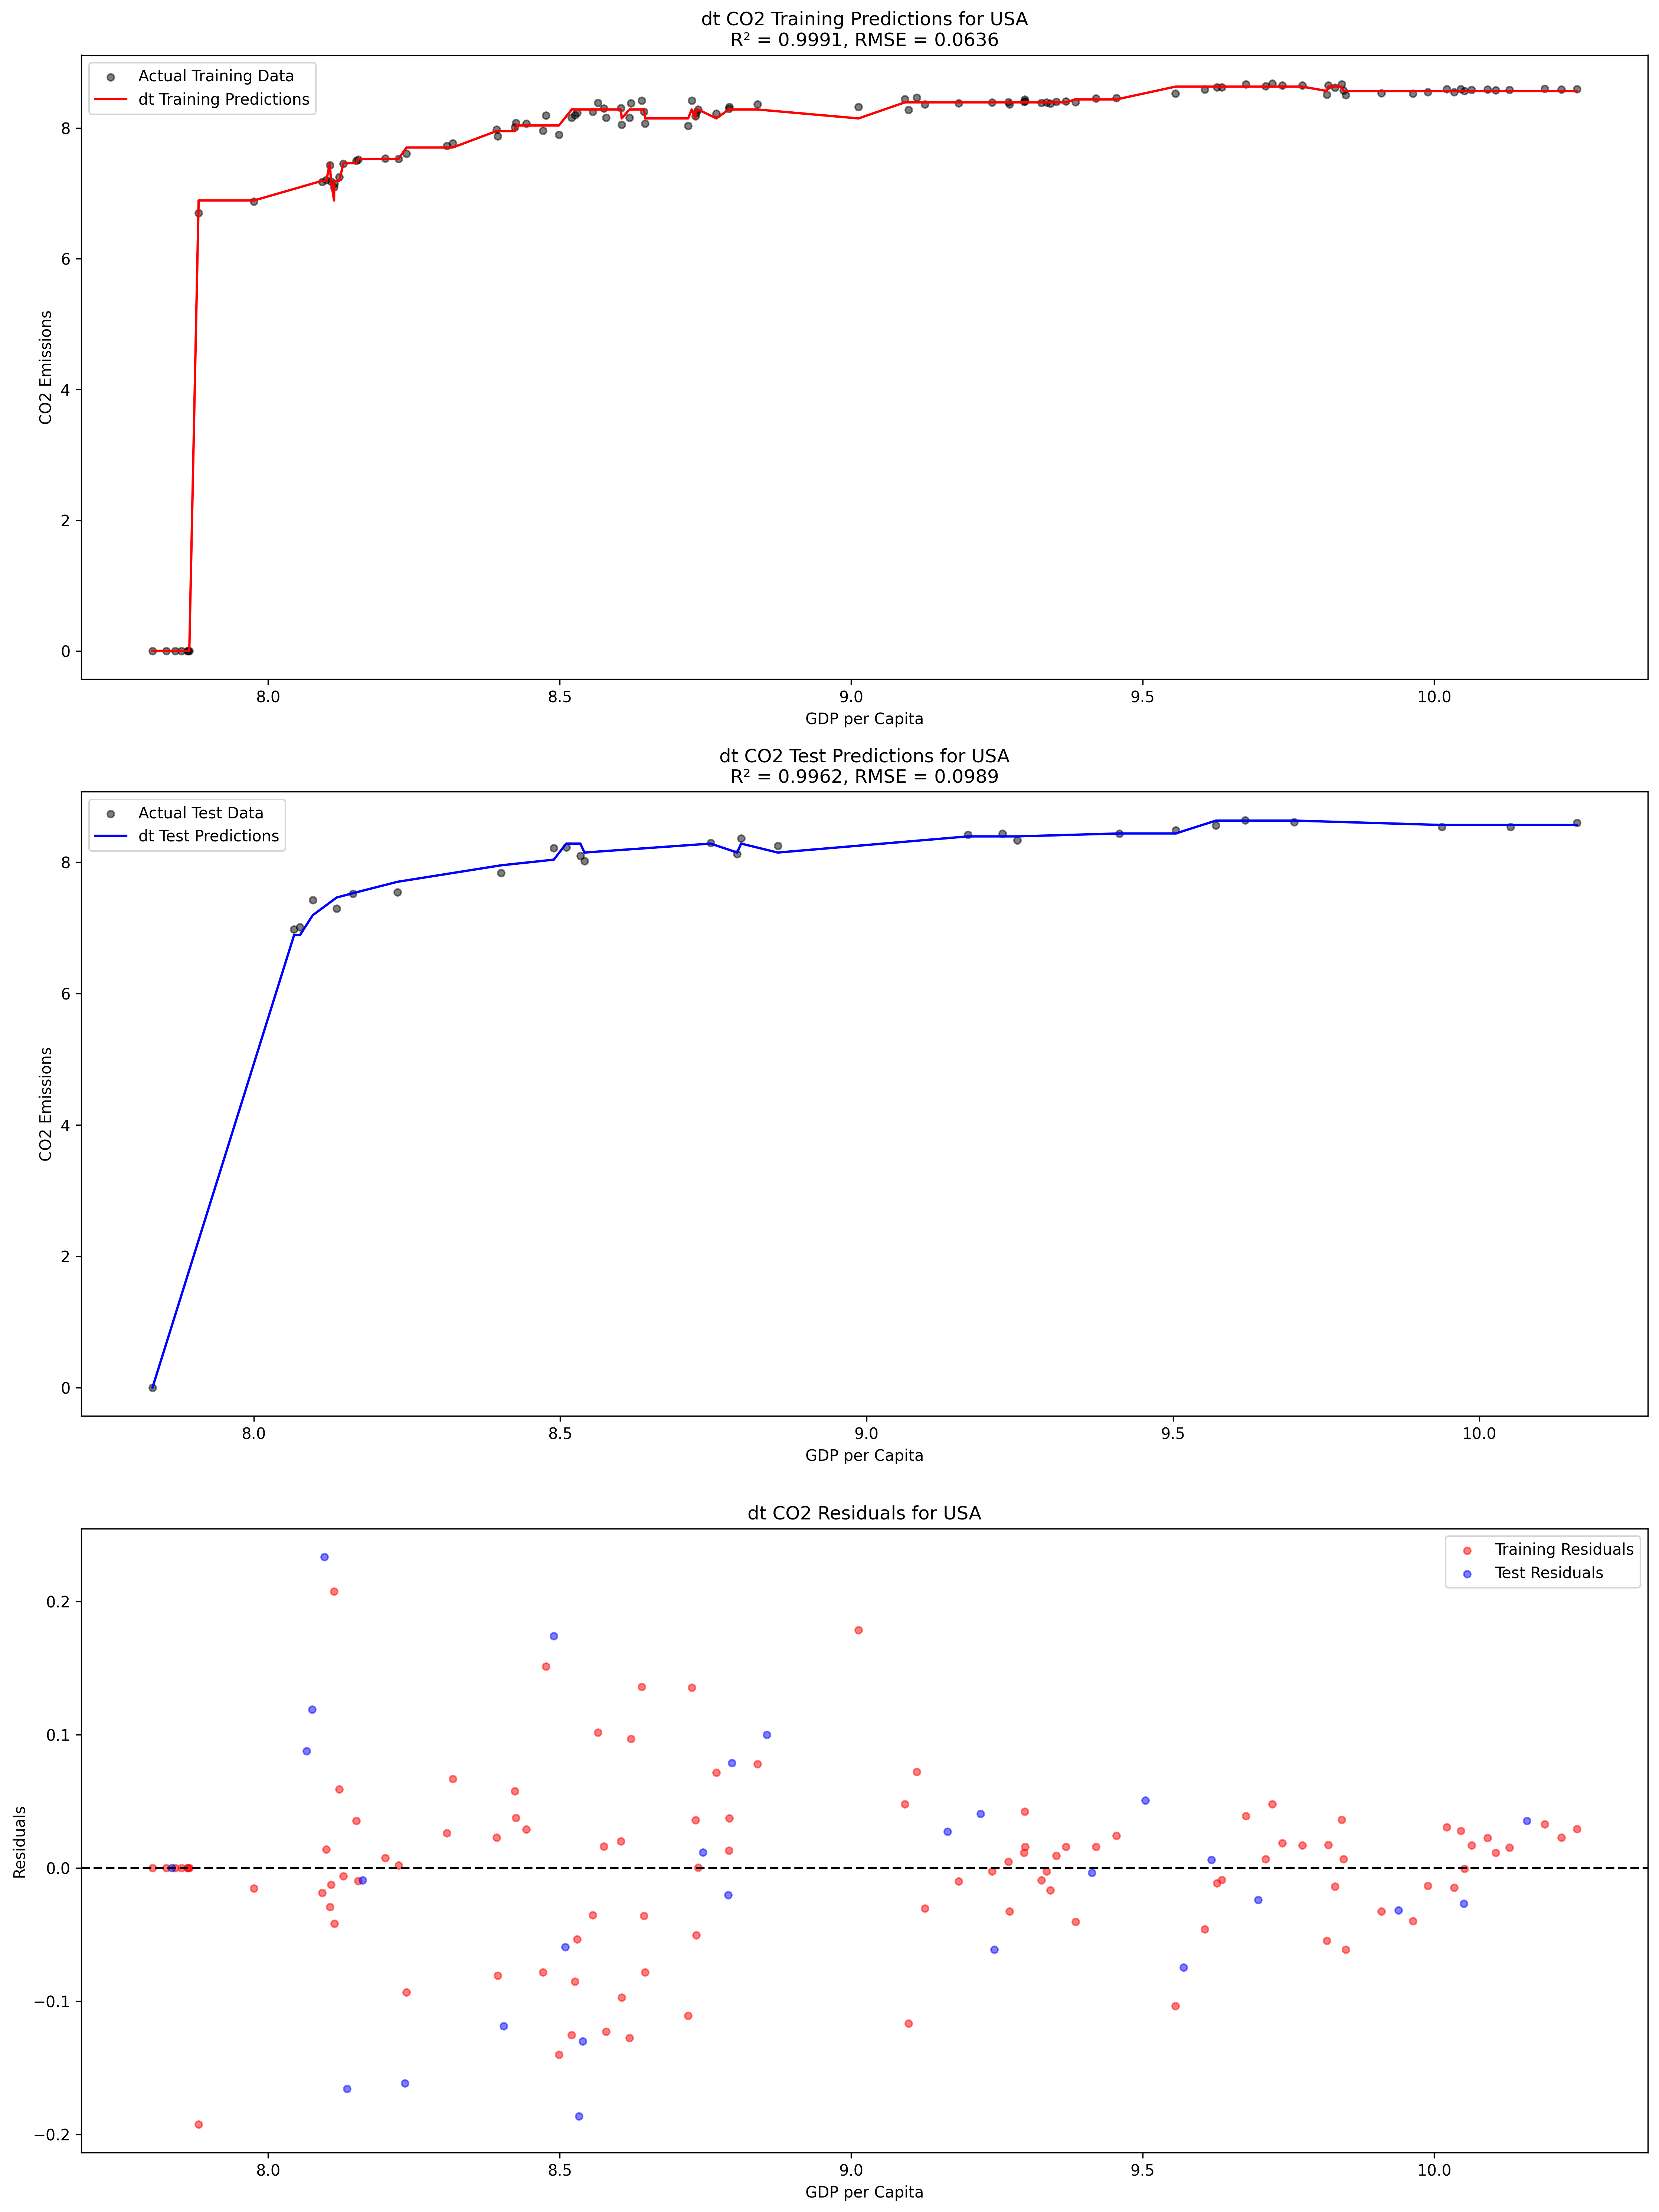 dt CO2 Training Predictions for USA
R² = 0.9991, RMSE = 0.0636
Actual Training Data
dt Training Predictions
CO2 Emissions
8
6
4
2
0
8.0 8.5 9.0 9.5 10.0
GDP per Capita
dt CO2 Test Predictions for USA
R² = 0.9962, RMSE = 0.0989
Actual Test Data
dt Test Predictions
CO2 Emissions
8
6
4
2
0
8.0 8.5 9.0 9.5 10.0
GDP per Capita
dt CO2 Residuals for USA
Training Residuals
Test Residuals
Residuals
0.2
0.1
0.0
−0.1
−0.2
8.0 8.5 9.0 9.5 10.0
GDP per Capita